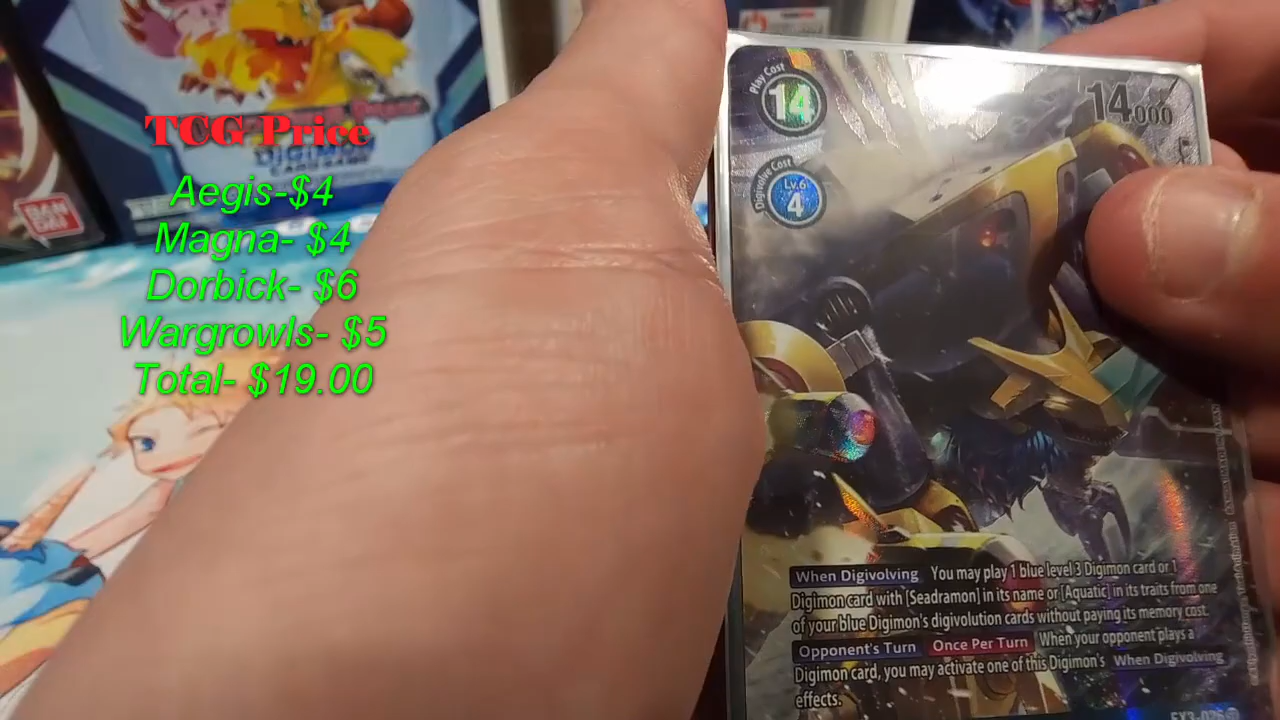 TCG Price
Aegis-$4
Magna- $4
Dorbick- $6
Wargrowls- $5
Total- $19.00
BAN
DAI
DIGIMON
Play Cost
14
14000
Digivolve Cost
Lv.6
4
When Digivolving You may play 1 blue level 3 Digimon card or 1
Digimon card with [Seadramon] in its name or [Aquatic] in its traits from one
of your blue Digimon's digivolution cards without paying its memory cost.
Opponent's Turn Once Per Turn When your opponent plays a
Digimon card, you may activate one of this Digimon's When Digivolving
effects.